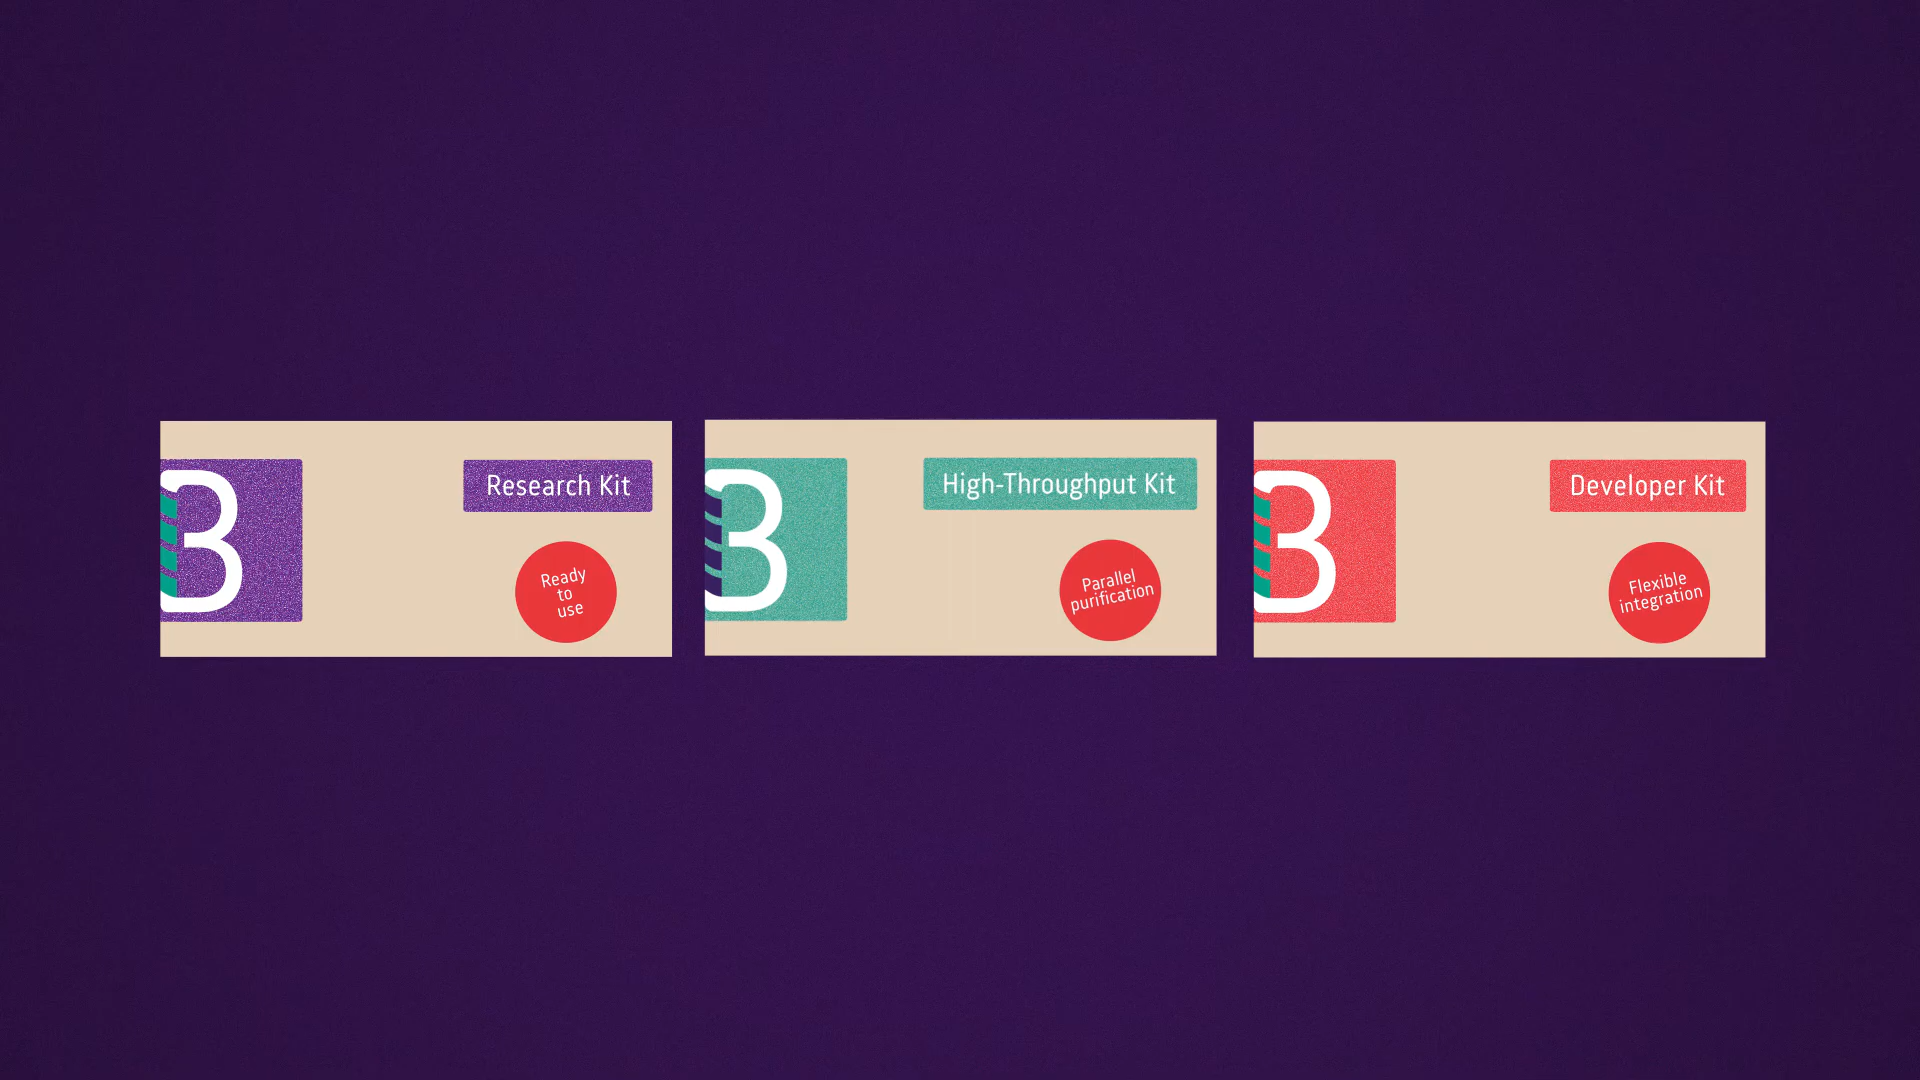 B
Research Kit
Ready
to
use
B
High-Throughput Kit
Parallel
purification
B
Developer Kit
Flexible
integration